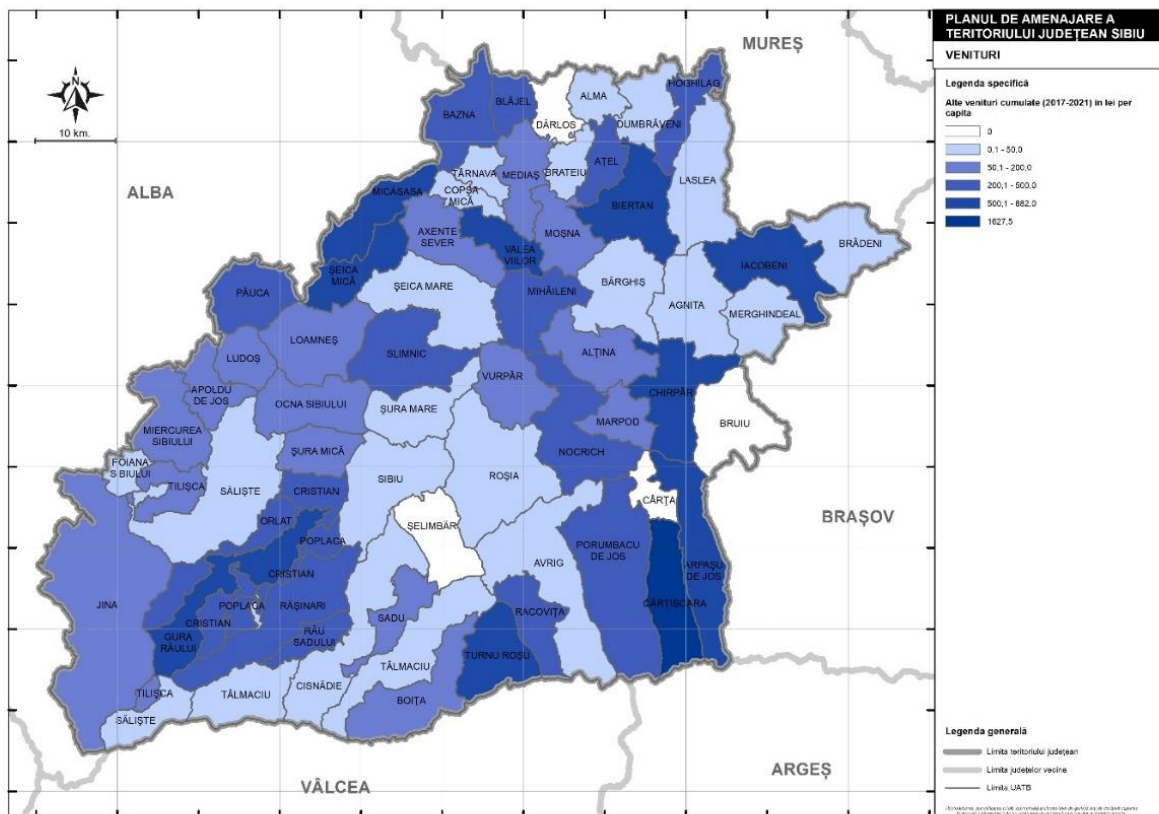 PLANUL DE AMENAJARE A
TERITORIULUI JUDEȚEAN SIBIU
VENITURI
Legenda specifică
Alte venituri cumulate (2017-2021) in lei per
capita
0
0.1 - 50,0
50,1 - 200,0
200,1 - 500,0
500,1 - 882,0
1627,5
N
10 km.
MUREȘ
ALBA
BRAȘOV
ARGEȘ
VÂLCEA
HOGHILAG
BLĂJEL
ALMA
BAZNA
DÂRLOS
DUMBRĂVENI
TÂRNAVA
MEDIAȘ
BRATEIU
AȚEL
LASLEA
MICĂSASA
COPȘA
MICĂ
BIERTAN
AXENTE
SEVER
MOȘNA
VALEA
VIILOR
BRĂDENI
IACOBENI
ȘEICA
MICĂ
ȘEICA MARE
BÂRGHIȘ
PĂUCA
MIHĂILENI
AGNITA
MERGHINDEAL
LOAMNEȘ
SLIMNIC
ALȚINA
LUDOȘ
VURPĂR
APOLDU
DE JOS
OCNA SIBIULUI
CHIRPĂR
ȘURA MARE
MARPOD
BRUIU
MIERCUREA
SIBIULUI
ȘURA MICĂ
NOCRICH
FOIANA
SIBIULUI
TILIȘCA
SĂLIȘTE
CRISTIAN
SIBIU
ROȘIA
CÂRȚA
ORLAT
ȘELIMBĂR
POPLACA
AVRIG
PORUMBACU
DE JOS
ARPAȘU
DE JOS
CRISTIAN
JINA
POPLACA
RĂȘINARI
CÂRȚIȘOARA
CRISTIAN
SADU
RACOVIȚA
GURA
RÂULUI
RÂU
SADULUI
TURNU ROȘU
TĂLMACIU
CISNĂDIE
TILIȘCA
TĂLMACIU
BOIȚA
SĂLIȘTE
Legenda generală
Limita teritoriului județean
Limita județelor vecine
Limita UATB